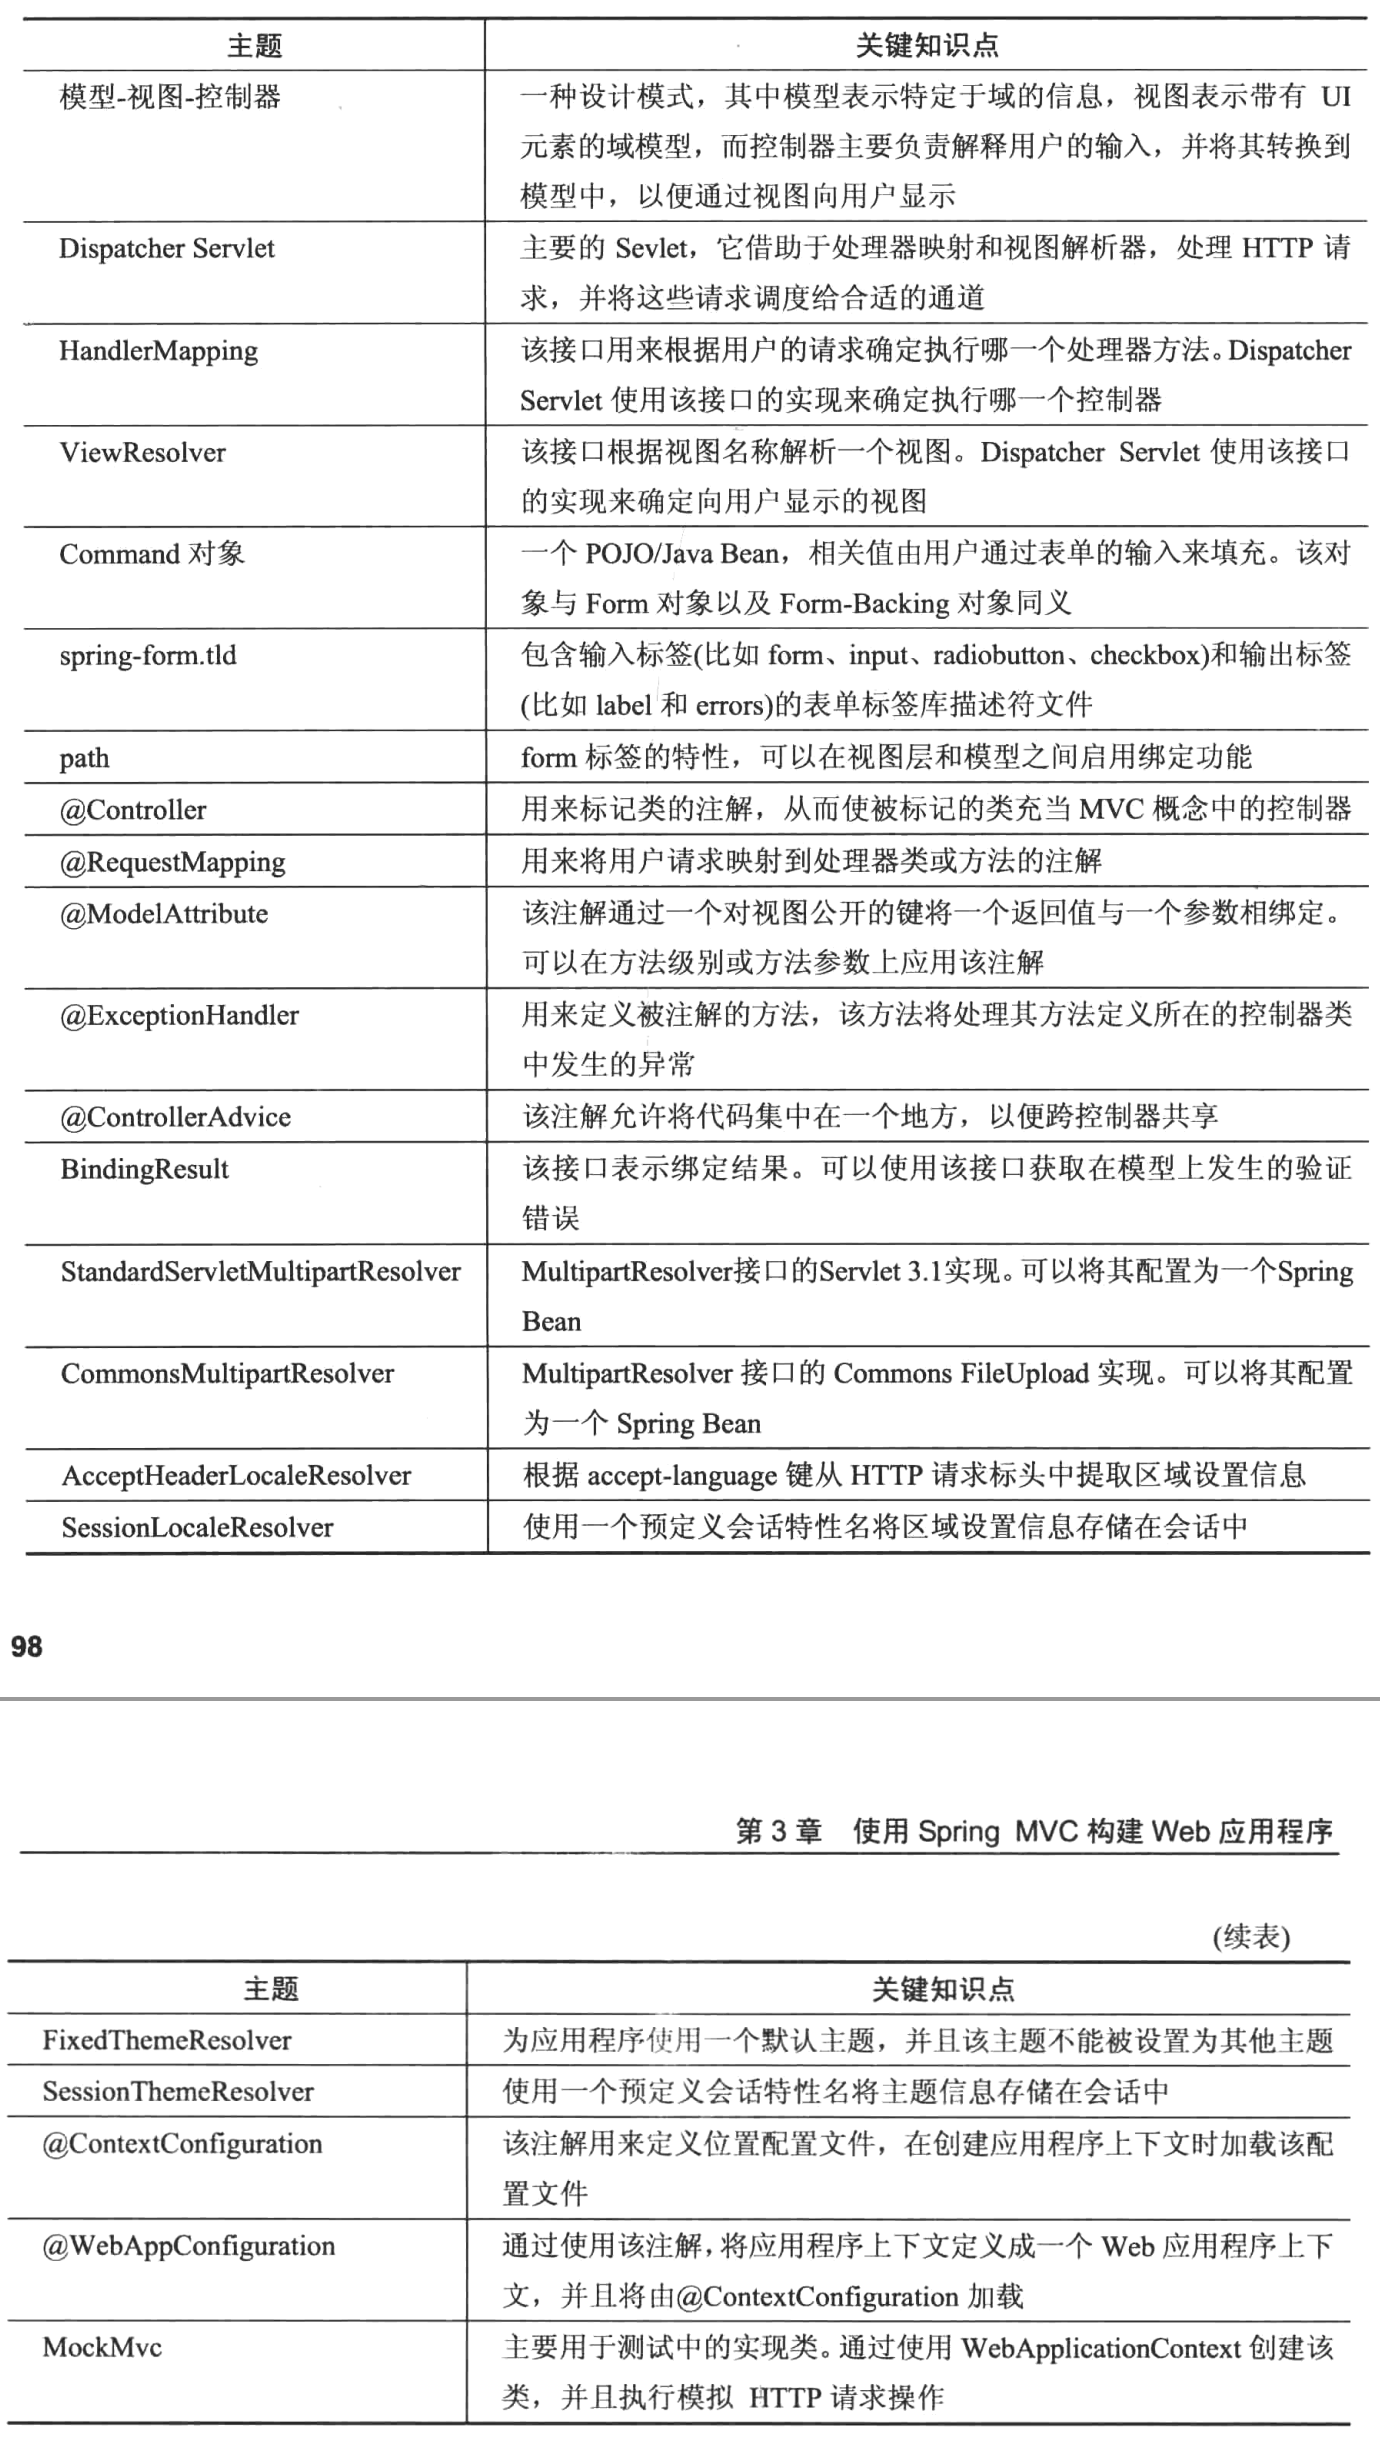 主题 关键知识点
模型-视图-控制器 一种设计模式，其中模型表示特定于域的信息，视图表示带有 UI
元素的域模型，而控制器主要负责解释用户的输入，并将其转换到
模型中，以便通过视图向用户显示
Dispatcher Servlet 主要的 Sevlet，它借助于处理器映射和视图解析器，处理 HTTP 请
求，并将这些请求调度给合适的通道
HandlerMapping 该接口用来根据用户的请求确定执行哪一个处理器方法。Dispatcher
Servlet 使用该接口的实现来确定执行哪一个控制器
ViewResolver 该接口根据视图名称解析一个视图。Dispatcher Servlet 使用该接口
的实现来确定向用户显示的视图
Command 对象 一个 POJO/Java Bean，相关值由用户通过表单的输入来填充。该对
象与 Form 对象以及 Form-Backing 对象同义
spring-form.tld 包含输入标签(比如 form、input、radiobutton、checkbox)和输出标签
(比如 label 和 errors)的表单标签库描述符文件
path form 标签的特性，可以在视图层和模型之间启用绑定功能
@Controller 用来标记类的注解，从而使被标记的类充当 MVC 概念中的控制器
@RequestMapping 用来将用户请求映射到处理器类或方法的注解
@ModelAttribute 该注解通过一个对视图公开的键将一个返回值与一个参数相绑定。
可以在方法级别或方法参数上应用该注解
@ExceptionHandler 用来定义被注解的方法，该方法将处理其方法定义所在的控制器类
中发生的异常
@ControllerAdvice 该注解允许将代码集中在一个地方，以便跨控制器共享
BindingResult 该接口表示绑定结果。可以使用该接口获取在模型上发生的验证
错误
StandardServletMultipartResolver MultipartResolver接口的Servlet 3.1实现。可以将其配置为一个Spring
Bean
CommonsMultipartResolver MultipartResolver 接口的 Commons FileUpload 实现。可以将其配置
为一个 Spring Bean
AcceptHeaderLocaleResolver 根据 accept-language 键从 HTTP 请求标头中提取区域设置信息
SessionLocaleResolver 使用一个预定义会话特性名将区域设置信息存储在会话中
98
第 3 章 使用 Spring MVC 构建 Web 应用程序
(续表)
主题 关键知识点
FixedThemeResolver 为应用程序使用一个默认主题，并且该主题不能被设置为其他主题
SessionThemeResolver 使用一个预定义会话特性名将主题信息存储在会话中
@ContextConfiguration 该注解用来定义位置配置文件，在创建应用程序上下文时加载该配
置文件
@WebAppConfiguration 通过使用该注解，将应用程序上下文定义成一个 Web 应用程序上下
文，并且将由@ContextConfiguration 加载
MockMvc 主要用于测试中的实现类。通过使用 WebApplicationContext 创建该
类，并且执行模拟 HTTP 请求操作